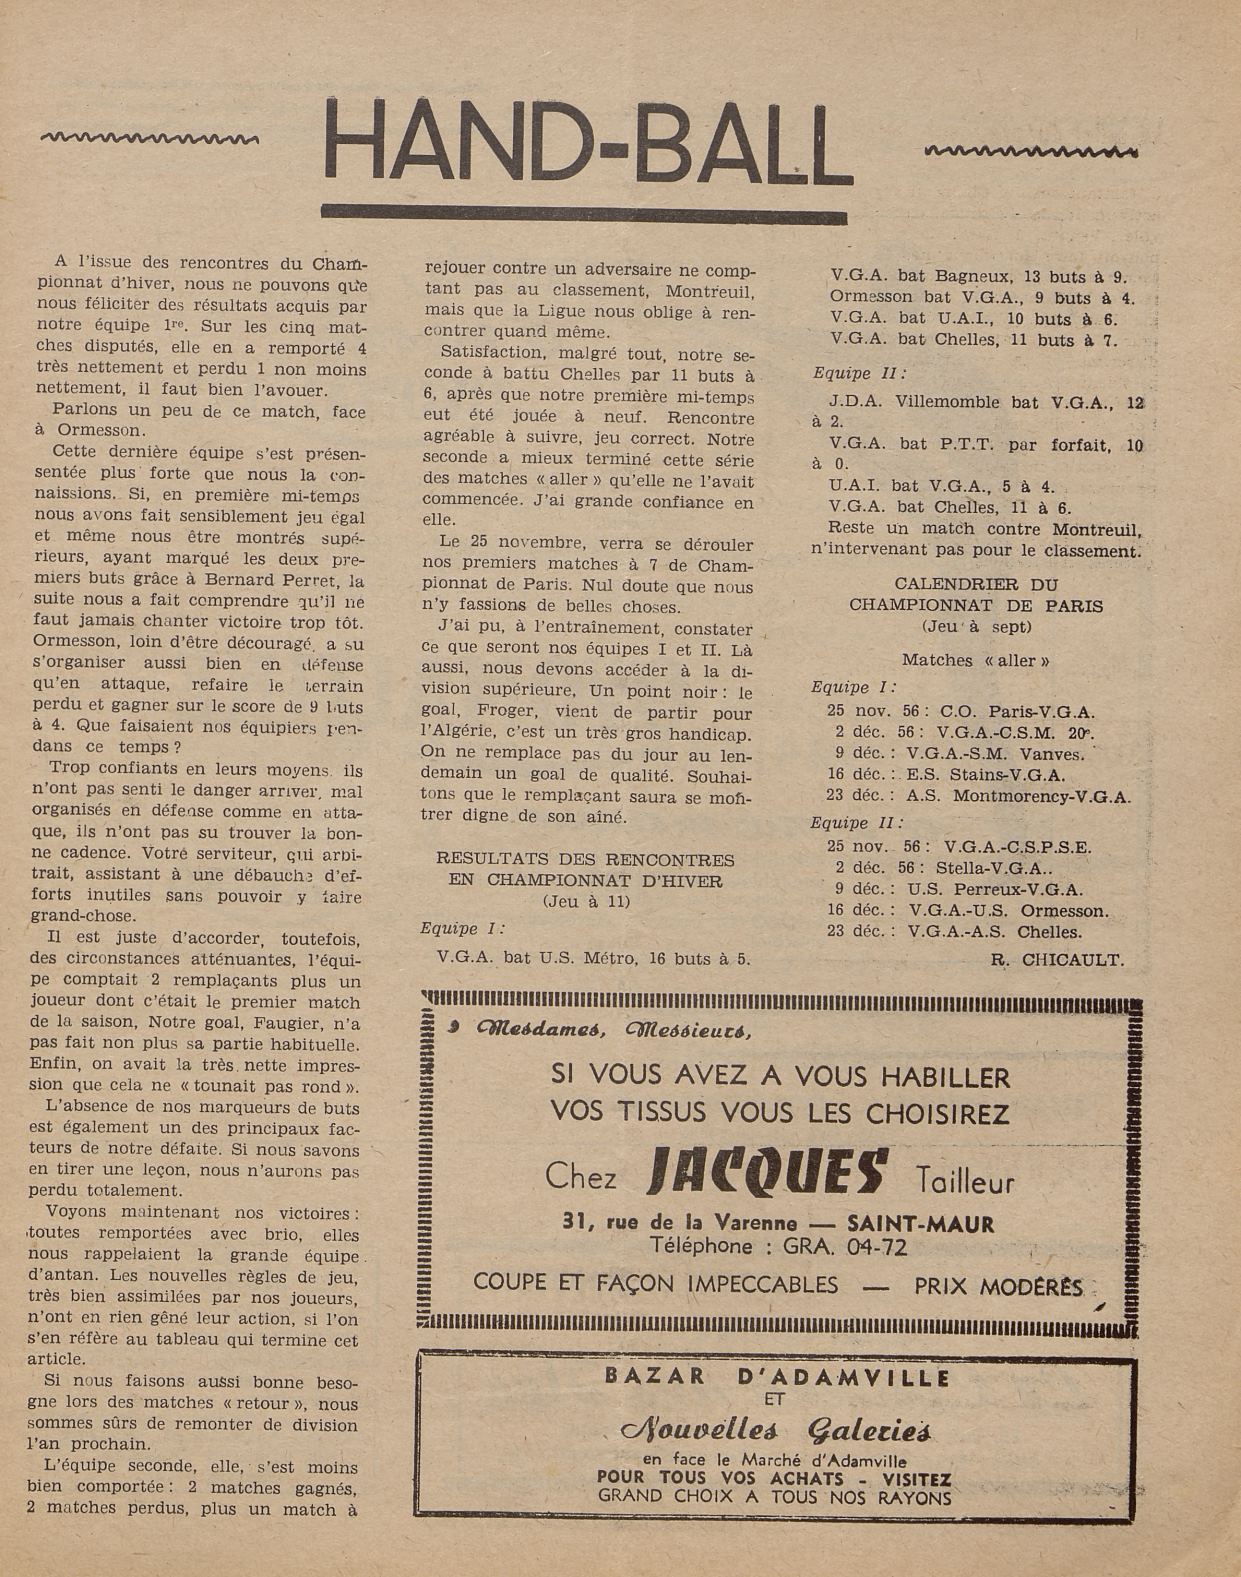 HAND-BALL
A l'issue des rencontres du Cham-
pionnat d'hiver, nous ne pouvons que
nous féliciter des résultats acquis par
notre équipe 1re. Sur les cinq mat-
ches disputés, elle en a remporté 4
très nettement et perdu 1 non moins
nettement, il faut bien l'avouer.
Parlons un peu de ce match, face
à Ormesson.
Cette dernière équipe s'est présen-
sentée plus forte que nous la con-
naissions. Si, en première mi-temps
nous avons fait sensiblement jeu égal
et même nous être montrés supé-
rieurs, ayant marqué les deux pre-
miers buts grâce à Bernard Perret, la
suite nous a fait comprendre qu'il ne
faut jamais chanter victoire trop tôt.
Ormesson, loin d'être découragé, a su
s'organiser aussi bien en défense
qu'en attaque, refaire le terrain
perdu et gagner sur le score de 9 buts
à 4. Que faisaient nos équipiers pen-
dans ce temps ?
Trop confiants en leurs moyens, ils
n'ont pas senti le danger arriver, mal
organisés en défense comme en atta-
que, ils n'ont pas su trouver la bon-
ne cadence. Votre serviteur, qui arbi-
trait, assistant à une débauche d'ef-
forts inutiles sans pouvoir y faire
grand-chose.
Il est juste d'accorder, toutefois,
des circonstances atténuantes, l'équi-
pe comptait 2 remplaçants plus un
joueur dont c'était le premier match
de la saison, Notre goal, Faugier, n'a
pas fait non plus sa partie habituelle.
Enfin, on avait la très nette impres-
sion que cela ne « tounait pas rond ».
L'absence de nos marqueurs de buts
est également un des principaux fac-
teurs de notre défaite. Si nous savons
en tirer une leçon, nous n'aurons pas
perdu totalement.
Voyons maintenant nos victoires :
toutes remportées avec brio, elles
nous rappelaient la grande équipe
d'antan. Les nouvelles règles de jeu,
très bien assimilées par nos joueurs,
n'ont en rien gêné leur action, si l'on
s'en réfère au tableau qui termine cet
article.
Si nous faisons aussi bonne beso-
gne lors des matches « retour », nous
sommes sûrs de remonter de division
l'an prochain.
L'équipe seconde, elle, s'est moins
bien comportée : 2 matches gagnés,
2 matches perdus, plus un match à
rejouer contre un adversaire ne comp-
tant pas au classement, Montreuil,
mais que la Ligue nous oblige à ren-
contrer quand même.
Satisfaction, malgré tout, notre se-
conde à battu Chelles par 11 buts à
6, après que notre première mi-temps
eut été jouée à neuf. Rencontre
agréable à suivre, jeu correct. Notre
seconde a mieux terminé cette série
des matches « aller » qu'elle ne l'avait
commencée. J'ai grande confiance en
elle.
Le 25 novembre, verra se dérouler
nos premiers matches à 7 de Cham-
pionnat de Paris. Nul doute que nous
n'y fassions de belles choses.
J'ai pu, à l'entraînement, constater
ce que seront nos équipes I et II. Là
aussi, nous devons accéder à la di-
vision supérieure, Un point noir : le
goal, Froger, vient de partir pour
l'Algérie, c'est un très gros handicap.
On ne remplace pas du jour au len-
demain un goal de qualité. Souhai-
tons que le remplaçant saura se mon-
trer digne de son aîné.
RESULTATS DES RENCONTRES
EN CHAMPIONNAT D'HIVER
(Jeu à 11)
Equipe I :
V.G.A. bat U.S. Métro, 16 buts à 5.
V.G.A. bat Bagneux, 13 buts à 9.
Ormesson bat V.G.A., 9 buts à 4.
V.G.A. bat U.A.I., 10 buts à 6.
V.G.A. bat Chelles, 11 buts à 7.
Equipe II :
J.D.A. Villemomble bat V.G.A., 12
à 2.
V.G.A. bat P.T.T. par forfait, 10
à 0.
U.A.I. bat V.G.A., 5 à 4.
V.G.A. bat Chelles, 11 à 6.
Reste un match contre Montreuil,
n'intervenant pas pour le classement.
CALENDRIER DU
CHAMPIONNAT DE PARIS
(Jeu à sept)
Matches « aller »
Equipe I :
25 nov. 56 : C.O. Paris-V.G.A.
2 déc. 56 : V.G.A.-C.S.M. 20e.
9 déc. : V.G.A.-S.M. Vanves.
16 déc. : E.S. Stains-V.G.A.
23 déc. : A.S. Montmorency-V.G.A.
Equipe II :
25 nov. 56 : V.G.A.-C.S.P.S.E.
2 déc. 56 : Stella-V.G.A..
9 déc. : U.S. Perreux-V.G.A.
16 déc. : V.G.A.-U.S. Ormesson.
23 déc. : V.G.A.-A.S. Chelles.
R. CHICAULT.
Mesdames, Messieurs,
SI VOUS AVEZ A VOUS HABILLER
VOS TISSUS VOUS LES CHOISIREZ
Chez JACQUES Tailleur
31, rue de la Varenne — SAINT-MAUR
Téléphone : GRA. 04-72
COUPE ET FAÇON IMPECCABLES — PRIX MODÉRÉS
BAZAR D'ADAMVILLE
ET
Nouvelles Galeries
en face le Marché d'Adamville
POUR TOUS VOS ACHATS - VISITEZ
GRAND CHOIX A TOUS NOS RAYONS